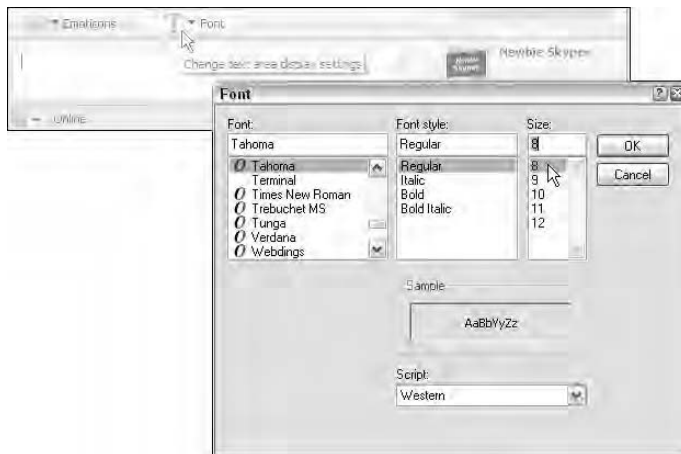 Emoticons Font
Change text area display settings
Newbie Skyper
Online
Font
Font: Font style: Size:
Tahoma Regular 8
Tahoma Regular 8
Terminal Italic 9
Times New Roman Bold 10
Trebuchet MS Bold Italic 11
Tunga 12
Verdana
Webdings
OK
Cancel
Sample
AaBbYyZz
Script:
Western